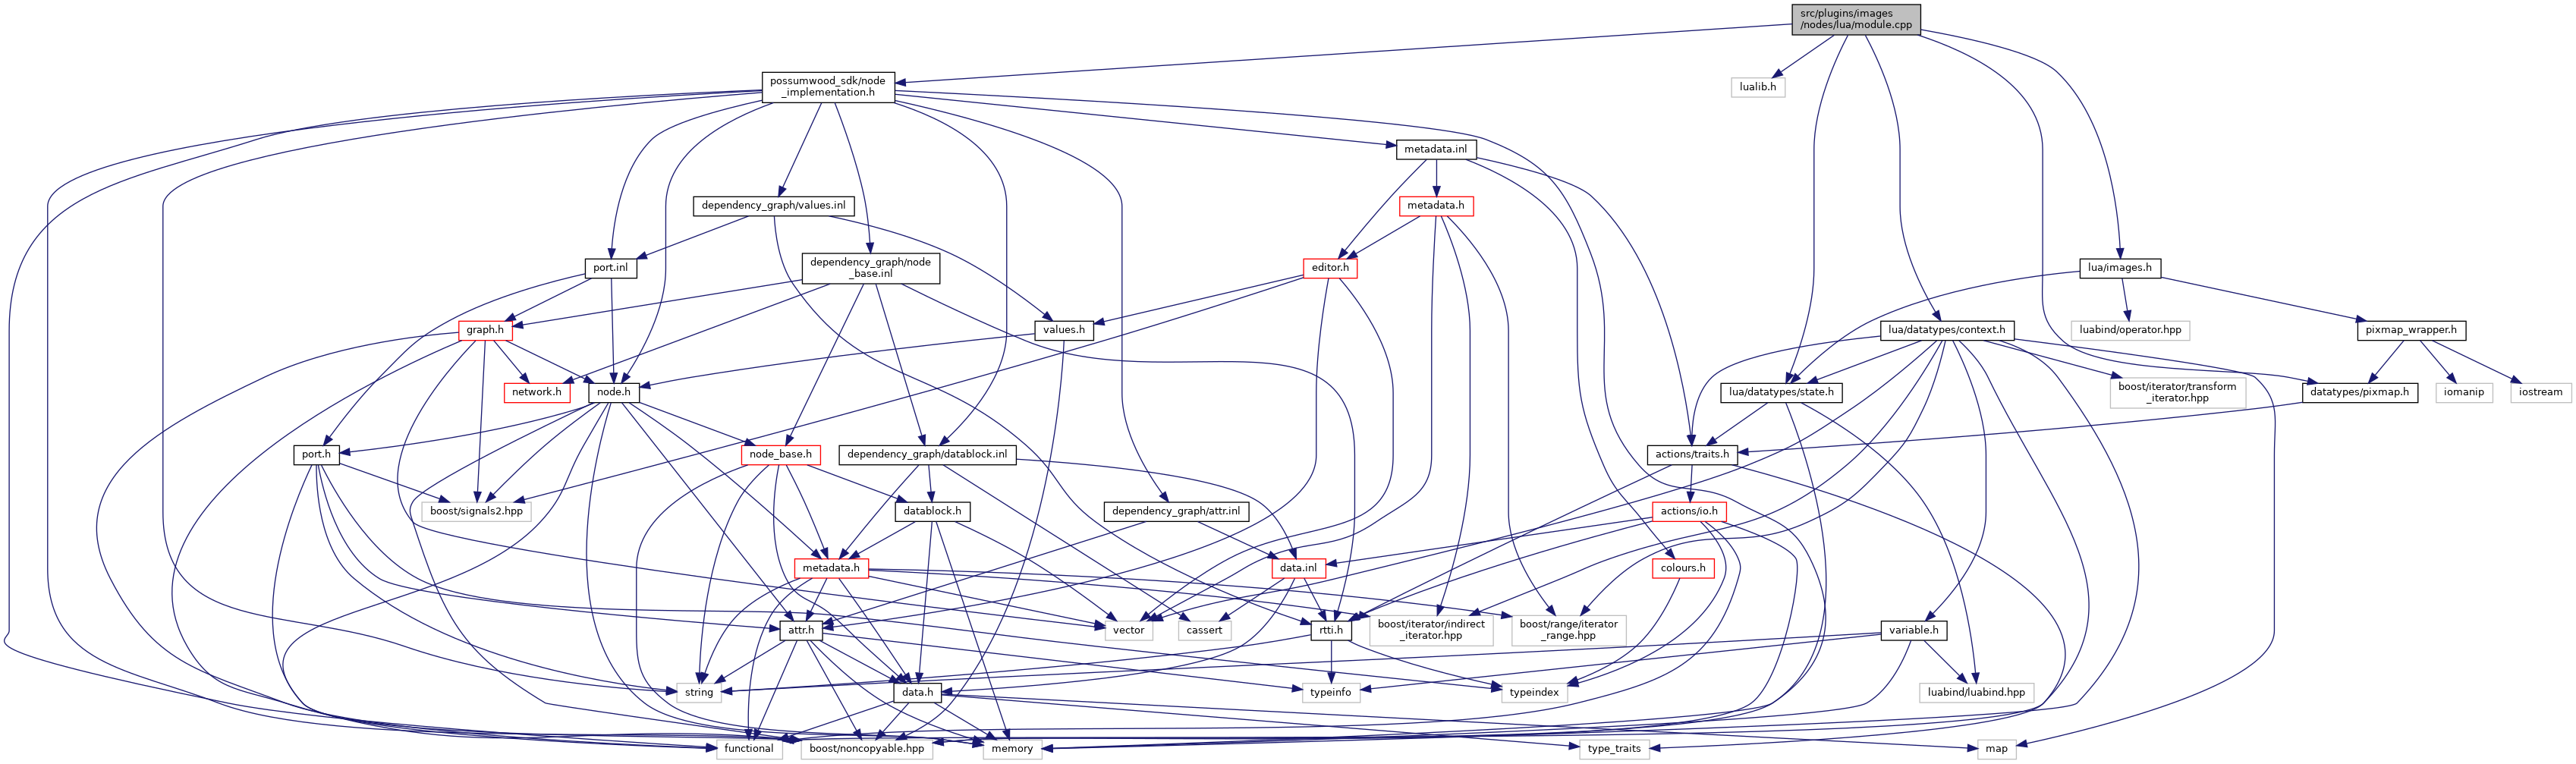 src/plugins/images
/nodes/lua/module.cpp
possumwood_sdk/node
_implementation.h
lualib.h
metadata.inl
dependency_graph/values.inl
metadata.h
port.inl
dependency_graph/node
_base.inl
editor.h
lua/images.h
graph.h
values.h
luabind/operator.hpp
lua/datatypes/context.h
pixmap_wrapper.h
network.h
node.h
lua/datatypes/state.h
boost/iterator/transform
_iterator.hpp
datatypes/pixmap.h
iomanip
iostream
port.h
node_base.h
dependency_graph/datablock.inl
actions/traits.h
boost/signals2.hpp
datablock.h
dependency_graph/attr.inl
actions/io.h
metadata.h
data.inl
colours.h
attr.h
vector
cassert
rtti.h
boost/iterator/indirect
_iterator.hpp
boost/range/iterator
_range.hpp
variable.h
string
data.h
typeinfo
typeindex
luabind/luabind.hpp
functional
boost/noncopyable.hpp
memory
type_traits
map